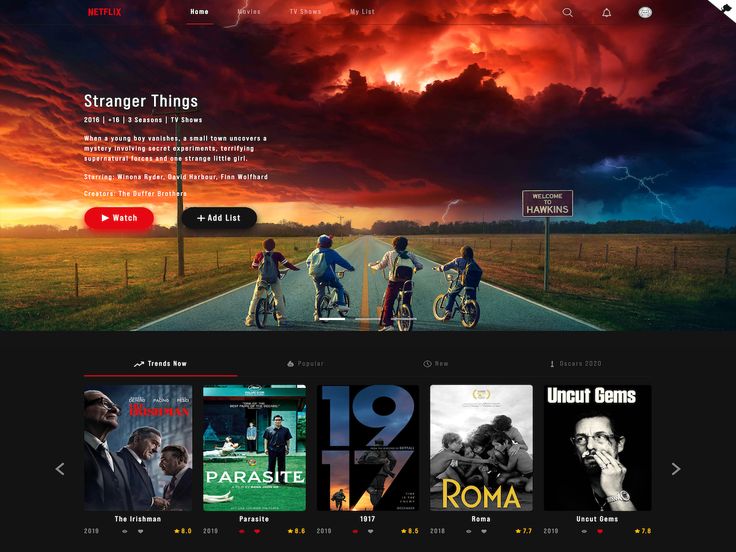 NETFLIX
Home
Movies
TV Shows
My List
Stranger Things
2016 | +16 | 3 Seasons | TV Shows
When a young boy vanishes, a small town uncovers a
mystery involving secret experiments, terrifying
supernatural forces and one strange little girl.
Starring: Winona Ryder, David Harbour, Finn Wolfhard
Creators: The Duffer Brothers
Watch
+ Add List
WELCOME
TO
HAWKINS
Trends Now
Popular
New
Oscars 2020
PACINO
PESCI
IRISHMAN
PARASITE
1917
ROMA
Uncut Gems
The Irishman
Parasite
1917
Roma
Uncut Gems
2019
8.0
2019
8.6
2019
8.5
2018
7.7
2019
7.8